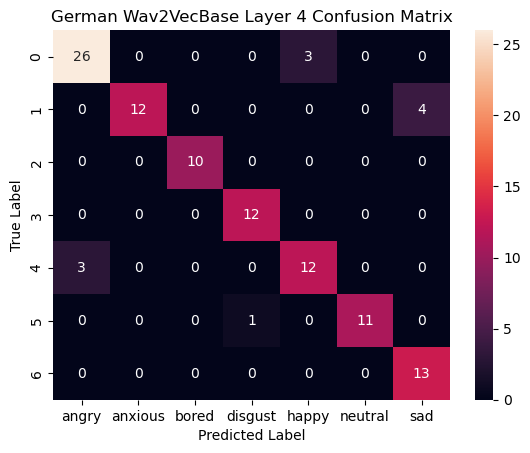 German Wav2VecBase Layer 4 Confusion Matrix
0 26 0 0 0 3 0 0
1 0 12 0 0 0 0 4
2 0 0 10 0 0 0 0
3 0 0 0 12 0 0 0
4 3 0 0 0 12 0 0
5 0 0 0 1 0 11 0
6 0 0 0 0 0 0 13
angry anxious bored disgust happy neutral sad
Predicted Label
True Label
25
20
15
10
5
0